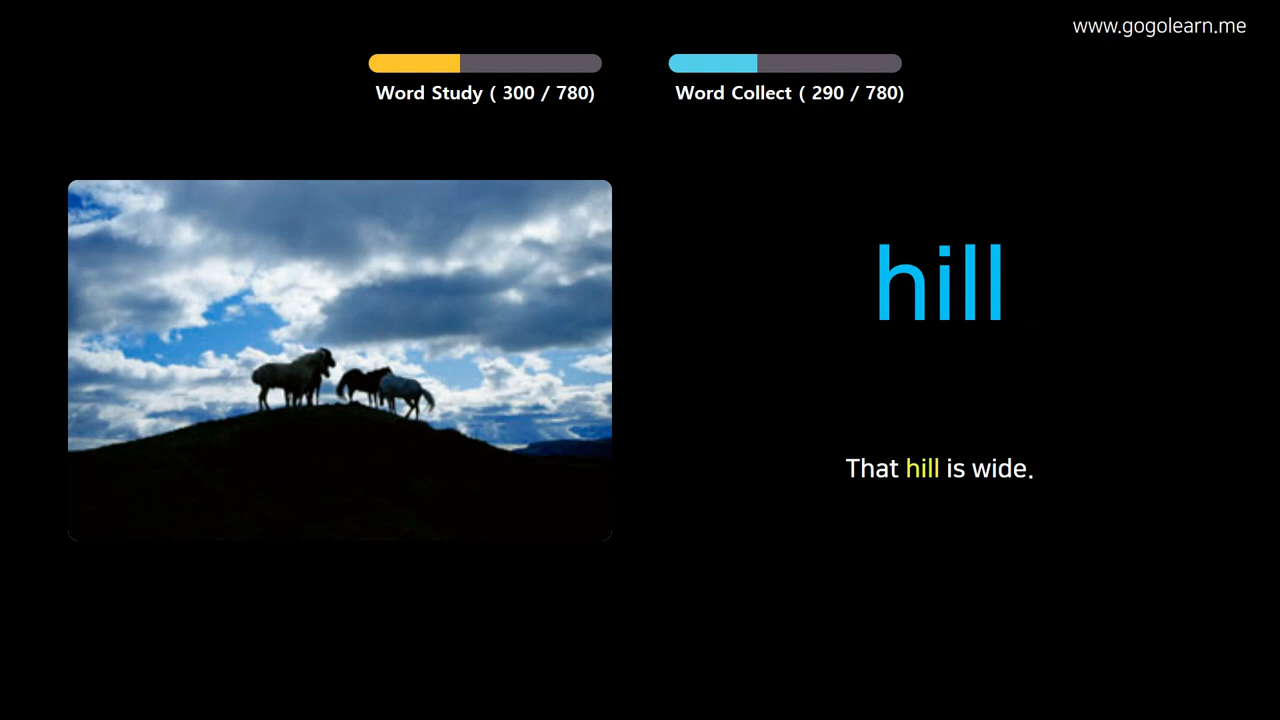 www.gogolearn.me
Word Study ( 300 / 780)
Word Collect ( 290 / 780)
hill
That hill is wide.